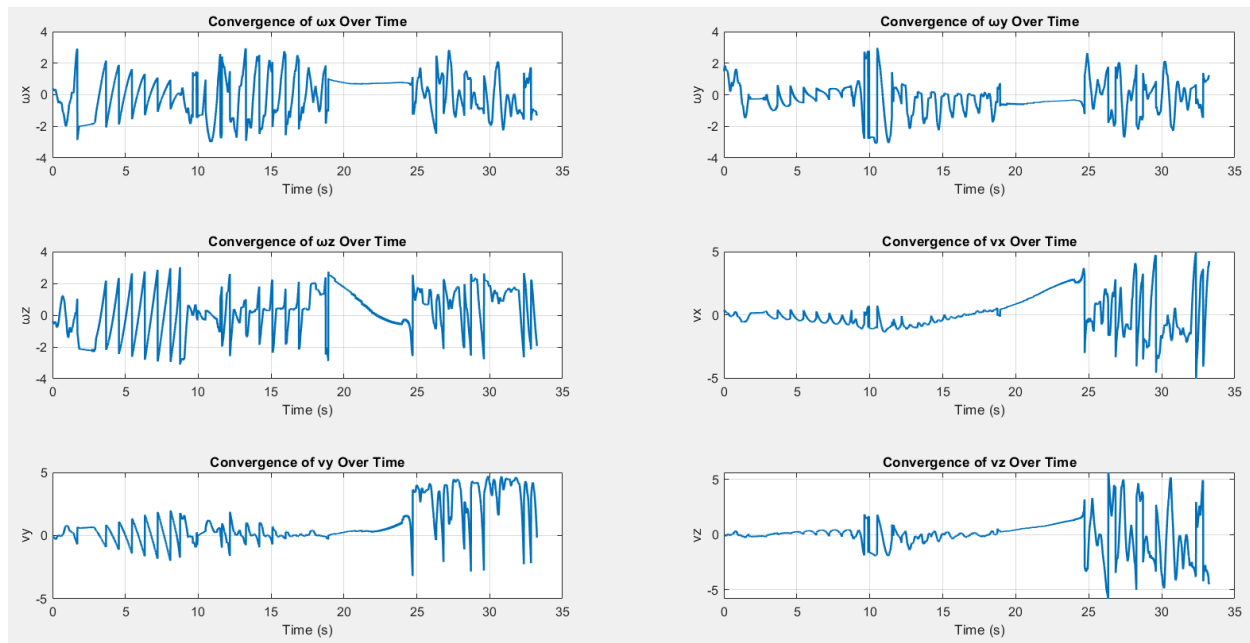 Convergence of ωx Over Time
4
2
0
-2
-4
ωx
0 5 10 15 20 25 30 35
Time (s)
Convergence of ωy Over Time
4
2
0
-2
-4
ωy
0 5 10 15 20 25 30 35
Time (s)
Convergence of ωz Over Time
4
2
0
-2
-4
ωz
0 5 10 15 20 25 30 35
Time (s)
Convergence of vx Over Time
5
0
-5
vx
0 5 10 15 20 25 30 35
Time (s)
Convergence of vy Over Time
5
0
-5
vy
0 5 10 15 20 25 30 35
Time (s)
Convergence of vz Over Time
5
0
-5
vz
0 5 10 15 20 25 30 35
Time (s)